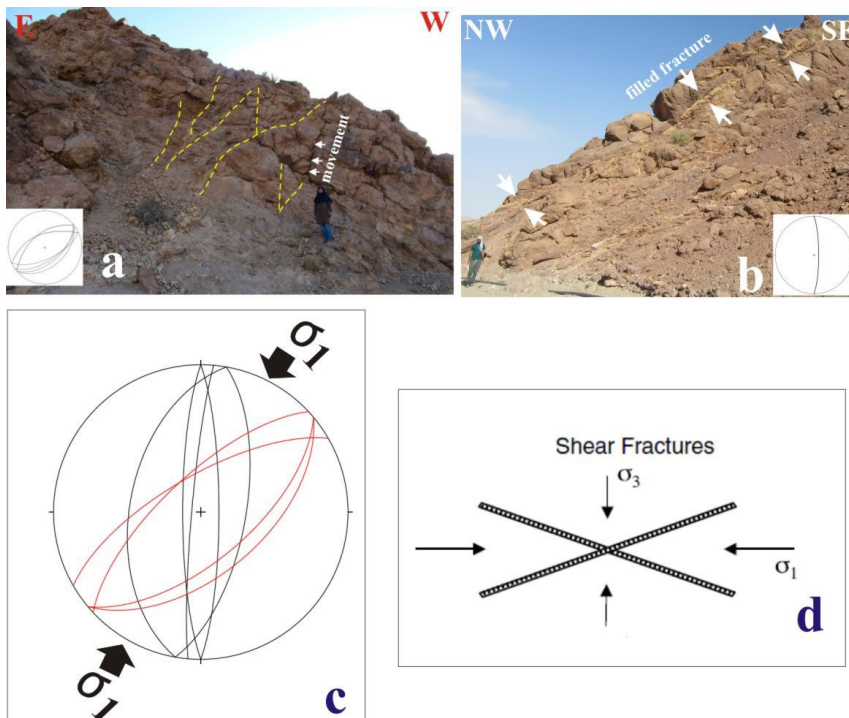 E
W
movement
a
NW
SE
filled fracture
b
σ1
σ1
c
Shear Fractures
σ3
σ1
d